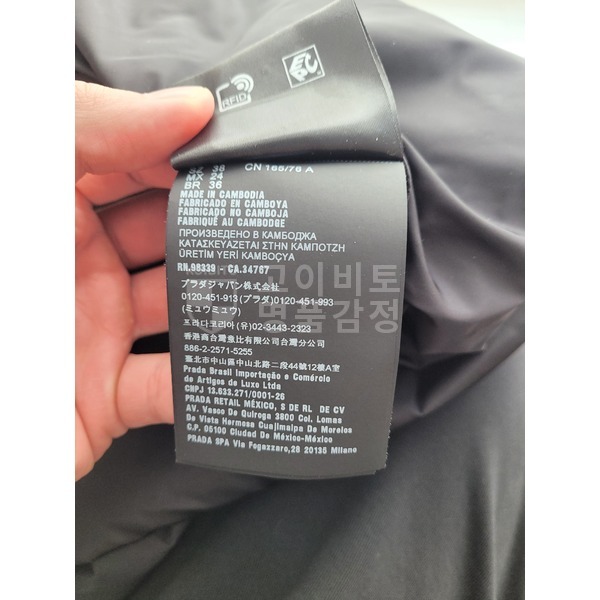 RFID
EPC
SE 38
MX 24
BR 36
CN 165/76 A
MADE IN CAMBODIA
FABRICADO EN CAMBOYA
FABRICADO NO CAMBOJA
FABRIQUÉ AU CAMBODGE
ПРОИЗВЕДЕНО В КАМБОДЖА
ΚΑΤΑΣΚΕΥΑΖΕΤΑΙ ΣΤΗΝ ΚΑΜΠΟΤΖΗ
ÜRETİM YERİ KAMBOÇYA
RN.98339 - CA.34767
プラダジャパン株式会社
0120-451-913 (プラダ)0120-451-993
(ミュウミュウ)
프라다코리아 (유) 02-3443-2323
香港商台灣象比有限公司台灣分公司
886-2-2571-5255
臺北市中山區中山北路二段44號12樓A室
Prada Brasil Importação e Comércio
de Artigos de Luxo Ltda
CNPJ 13.633.271/0001-26
PRADA RETAIL MÉXICO, S DE RL DE CV
AV. Vasco De Quiroga 3800 Col. Lomas
De Vista Hermosa Cuajimalpa De Morelos
C.P. 05100 Ciudad De México-México
PRADA SPA Via Fogazzaro,28 20135 Milano
고이비토
명품감정